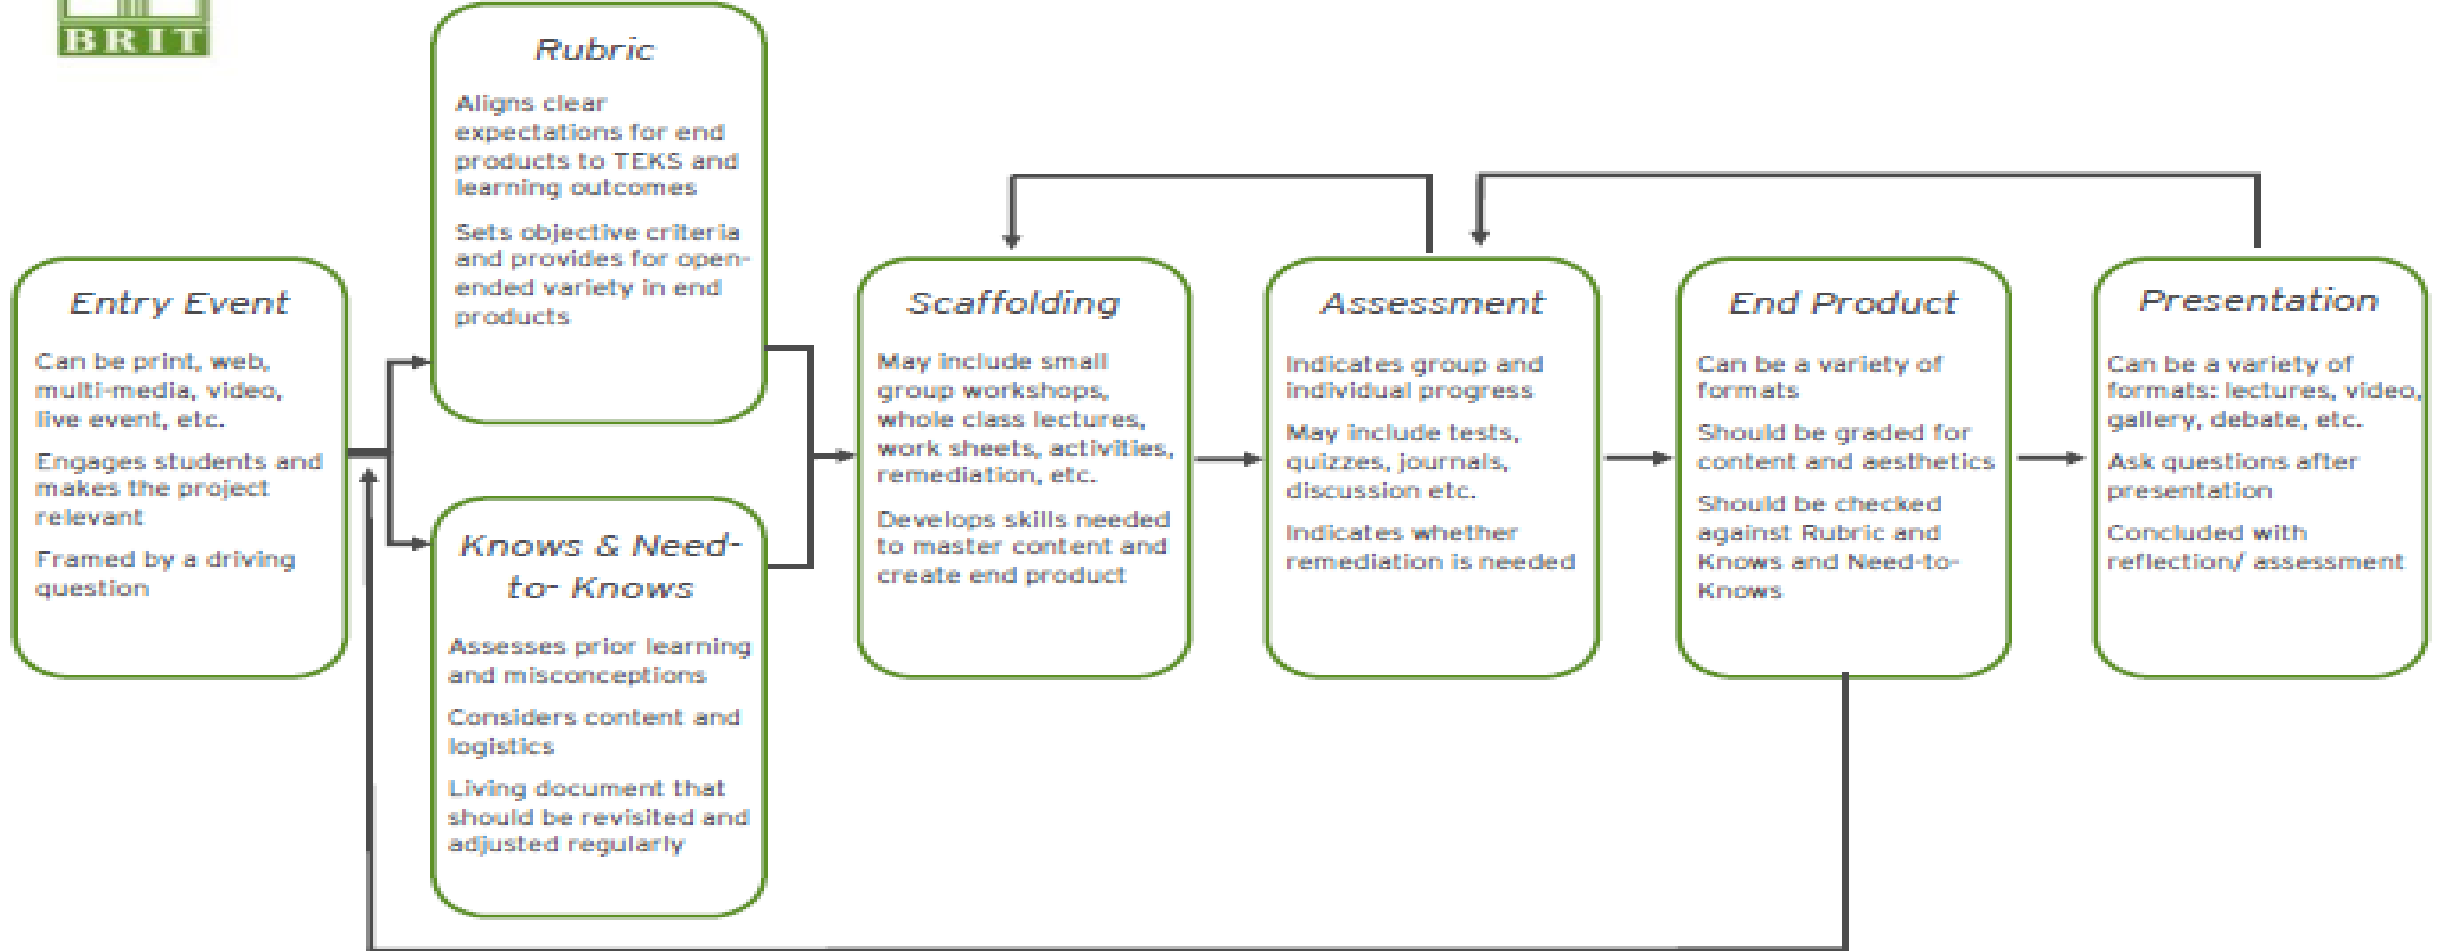 BRIT
Rubric
Aligns clear
expectations for end
products to TEKS and
learning outcomes
Sets objective criteria
and provides for open-
ended variety in end
products
Entry Event
Can be print, web,
multi-media, video,
live event, etc.
Engages students and
makes the project
relevant
Framed by a driving
question
Knows & Need-
to- Knows
Assesses prior learning
and misconceptions
Considers content and
logistics
Living document that
should be revisited and
adjusted regularly
Scaffolding
May include small
group workshops,
whole class lectures,
work sheets, activities,
remediation, etc.
Develops skills needed
to master content and
create end product
Assessment
Indicates group and
individual progress
May include tests,
quizzes, journals,
discussion etc.
Indicates whether
remediation is needed
End Product
Can be a variety of
formats
Should be graded for
content and aesthetics
Should be checked
against Rubric and
Knows and Need-to-
Knows
Presentation
Can be a variety of
formats: lectures, video,
gallery, debate, etc.
Ask questions after
presentation
Concluded with
reflection/ assessment